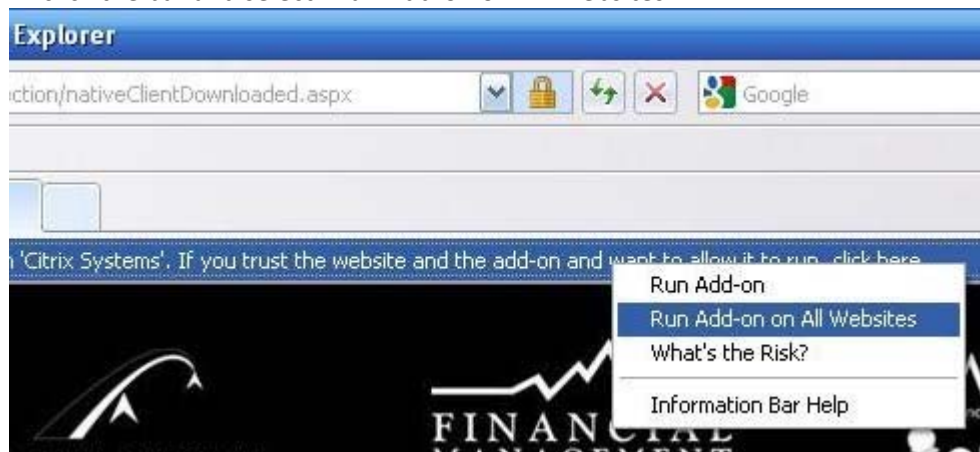 Explorer
ction/nativeClientDownloaded.aspx
Google
'Citrix Systems'. If you trust the website and the add-on and want to allow it to run, click here
Run Add-on
Run Add-on on All Websites
What's the Risk?
Information Bar Help
FINANCIAL
MANAGEMENT